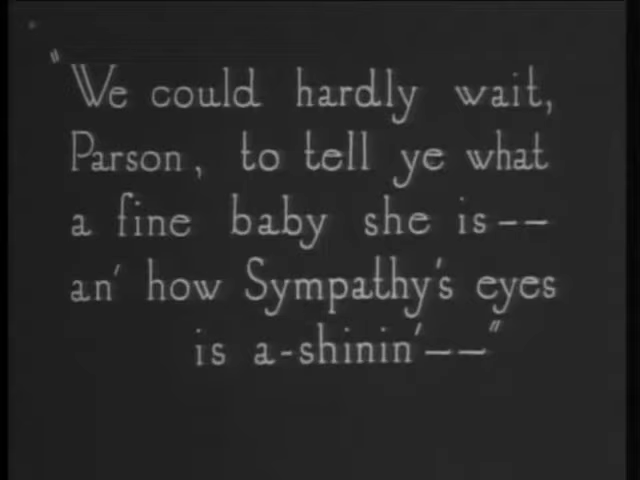 "We could hardly wait,
Parson, to tell ye what
a fine baby she is--
an' how Sympathy's eyes
is a-shinin'--"